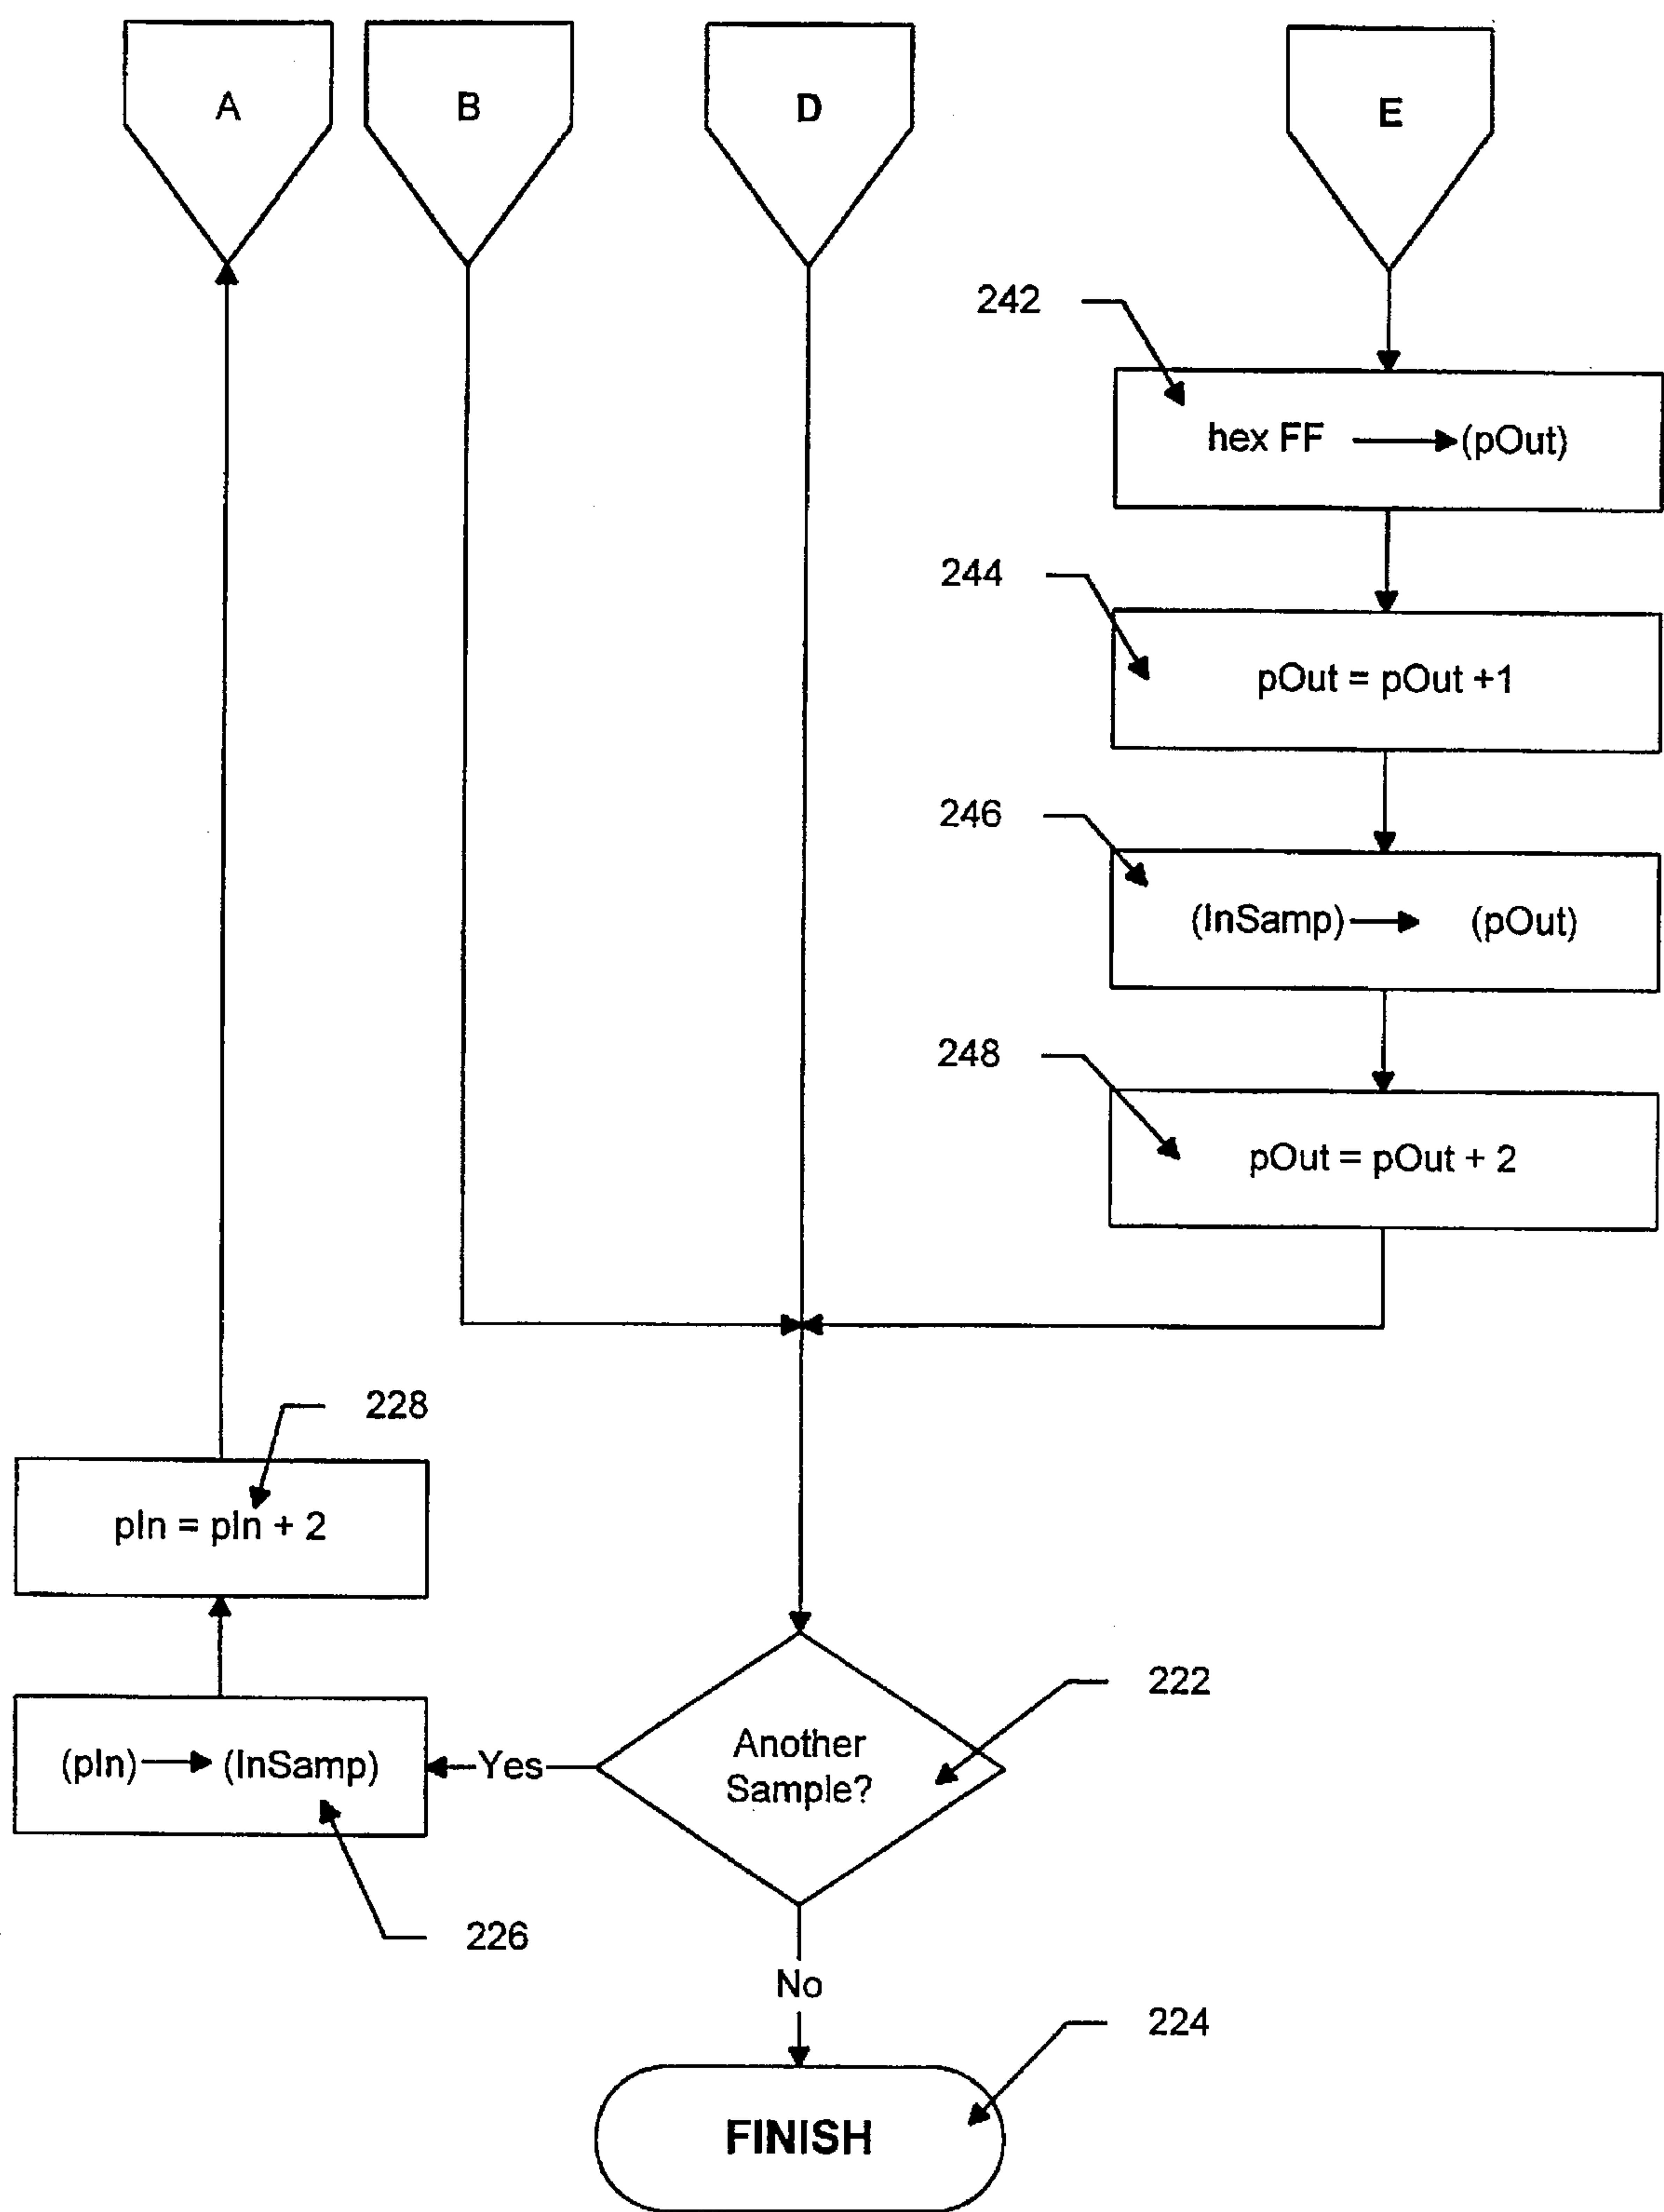 A
B
D
E
242
hex FF (pOut)
244
pOut = pOut +1
246
(InSamp) (pOut)
248
pOut = pOut + 2
228
pIn = pIn + 2
222
Another
Sample?
Yes
(pIn) (InSamp)
226
No
224
FINISH